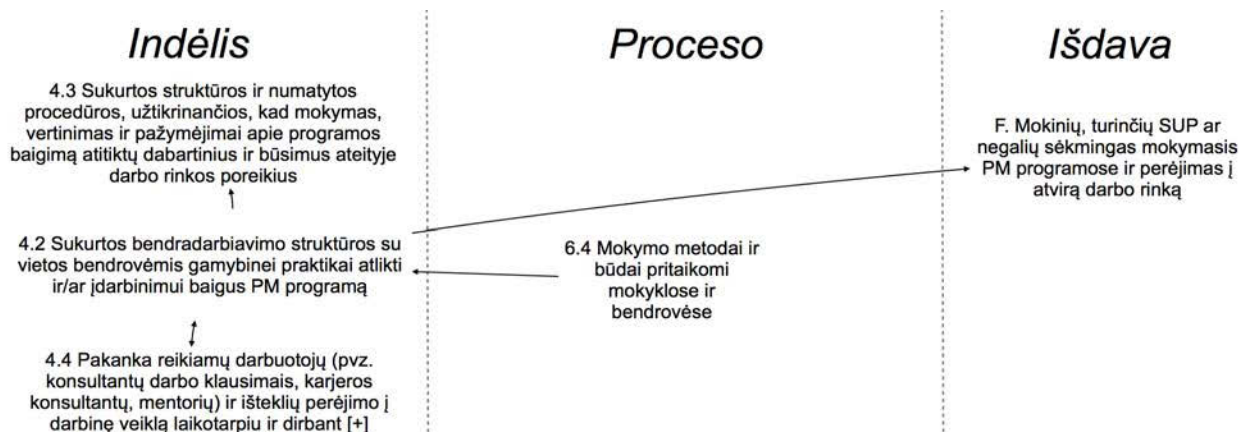 Indėlis
4.3 Sukurtos struktūros ir numatytos
procedūros, užtikrinančios, kad mokymas,
vertinimas ir pažymėjimai apie programos
baigimą atitiktų dabartinius ir būsimus ateityje
darbo rinkos poreikius
4.2 Sukurtos bendradarbiavimo struktūros su
vietos bendrovėmis gamybinei praktikai atlikti
ir/ar įdarbinimui baigus PM programą
4.4 Pakanka reikiamų darbuotojų (pvz.
konsultantų darbo klausimais, karjeros
konsultantų, mentorių) ir išteklių perėjimo į
darbinę veiklą laikotarpiu ir dirbant [+]
Proceso
6.4 Mokymo metodai ir
būdai pritaikomi
mokyklose ir
bendrovėse
Išdava
F. Mokinių, turinčių SUP ar
negalių sėkmingas mokymasis
PM programose ir perėjimas į
atvirą darbo rinką